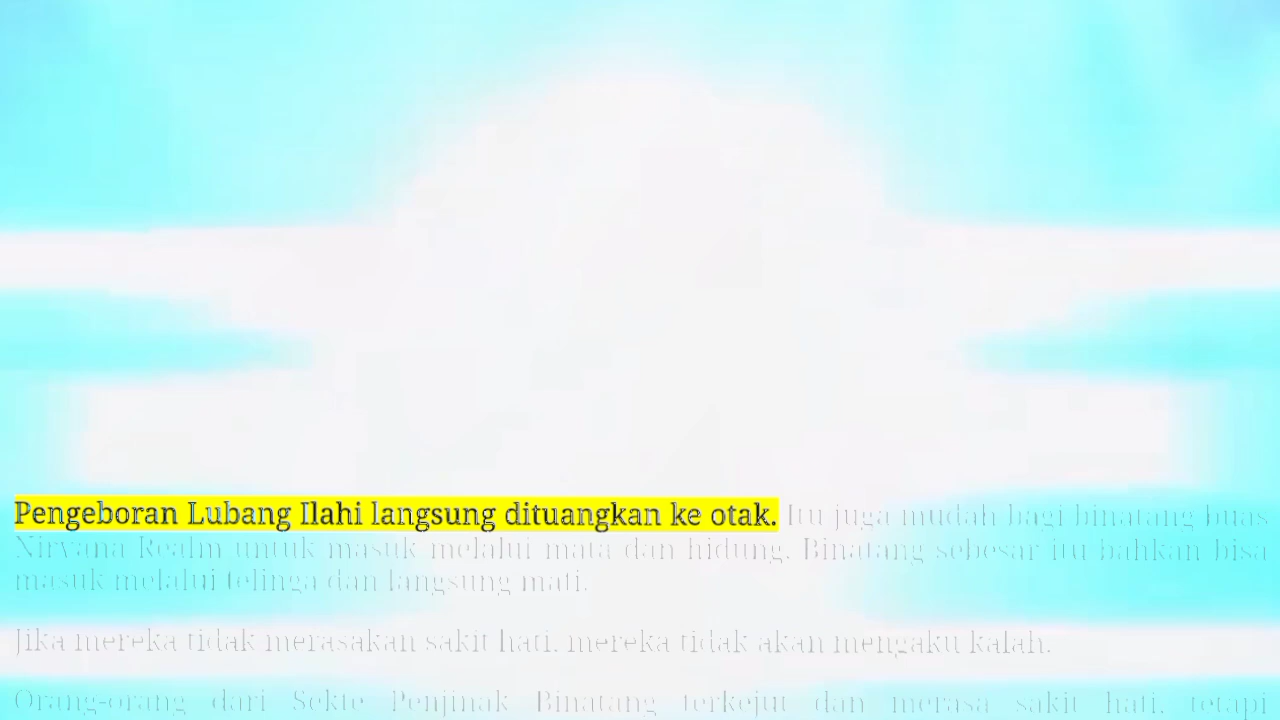 Pengeboran Lubang Ilahi langsung dituangkan ke otak. Itu juga mudah bagi binatang buas
Nirvana Realm untuk masuk melalui mata dan hidung. Binatang sebesar itu bahkan bisa
masuk melalui telinga dan langsung mati.
Jika mereka tidak merasakan sakit hati, mereka tidak akan mengaku kalah.
Orang-orang dari Sekte Penjinak Binatang terkejut dan merasa sakit hati, tetapi